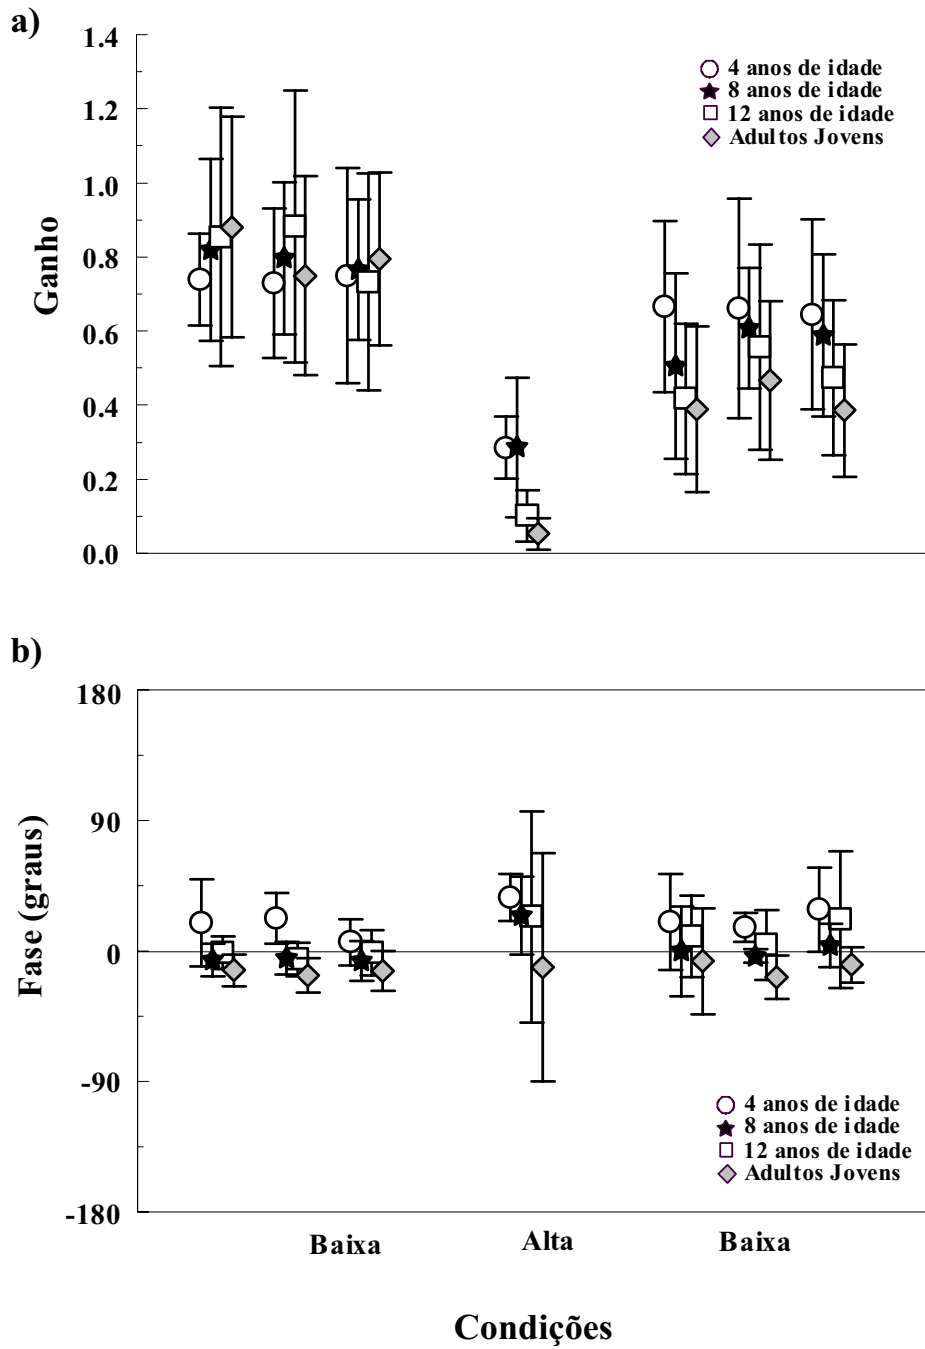 a)
1.4
1.2
1.0
0.8
0.6
0.4
0.2
0.0
Ganho
4 anos de idade
8 anos de idade
12 anos de idade
Adultos Jovens
b)
180
90
0
-90
-180
Fase (graus)
4 anos de idade
8 anos de idade
12 anos de idade
Adultos Jovens
Baixa Alta Baixa
Condições